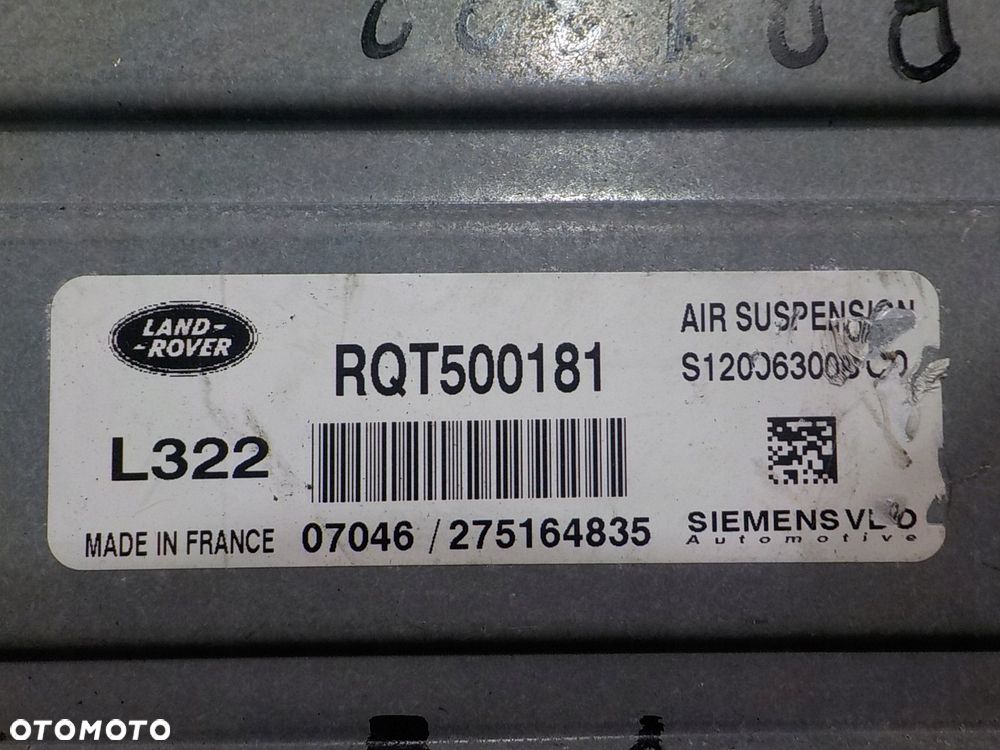 LAND-
-ROVER
RQT500181
AIR SUSPENSION
L322
MADE IN FRANCE
07046 / 275164835
SIEMENS VDO
Automotive
OTOMOTO